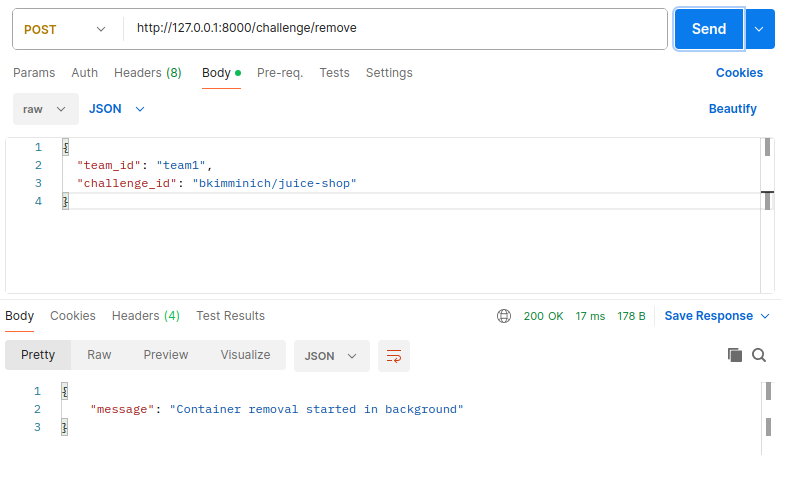 POST http://127.0.0.1:8000/challenge/remove Send
Params Auth Headers (8) Body Pre-req. Tests Settings Cookies
raw JSON Beautify
1 {
2 "team_id": "team1",
3 "challenge_id": "bkimminich/juice-shop"
4 }
Body Cookies Headers (4) Test Results 200 OK 17 ms 178 B Save Response
Pretty Raw Preview Visualize JSON
1 {
2 "message": "Container removal started in background"
3 }